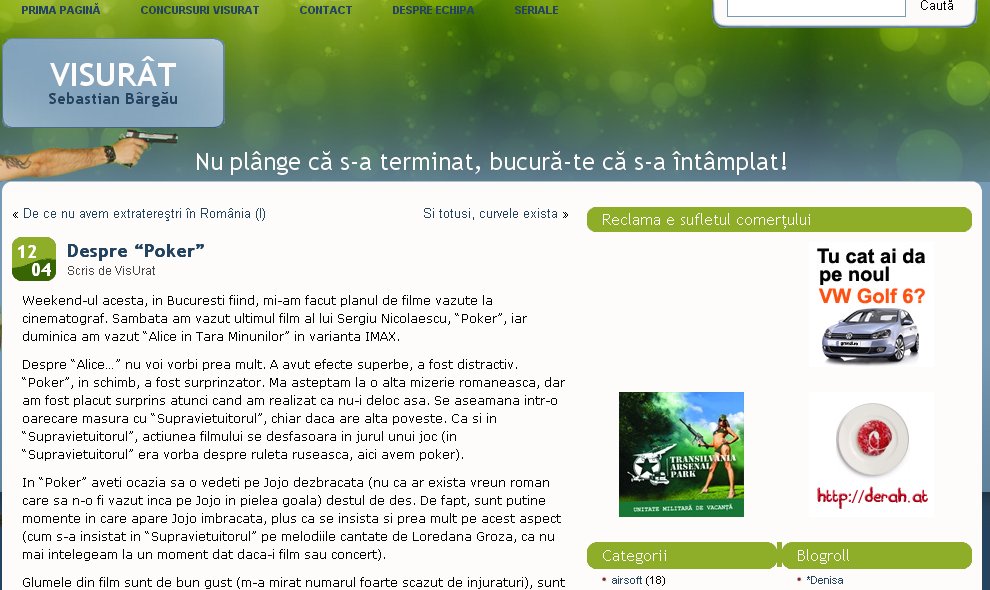 PRIMA PAGINĂ CONCURSURI VISURAT CONTACT DESPRE ECHIPA SERIALE
Caută
VISURÂT
Sebastian Bârgău
Nu plânge că s-a terminat, bucură-te că s-a întâmplat!
« De ce nu avem extratereştri în România (I)
Si totusi, curvele exista »
12
04
Despre “Poker”
Scris de VisUrat
Weekend-ul acesta, in Bucuresti fiind, mi-am facut planul de filme vazute la
cinematograf. Sambata am vazut ultimul film al lui Sergiu Nicolaescu, “Poker”, iar
duminica am vazut “Alice in Tara Minunilor” in varianta IMAX.
Despre “Alice…” nu voi vorbi prea mult. A avut efecte superbe, a fost distractiv.
“Poker”, in schimb, a fost surprinzator. Ma asteptam la o alta mizerie romaneasca, dar
am fost placut surprins atunci cand am realizat ca nu-i deloc asa. Se aseamana intr-o
oarecare masura cu “Supravietuitorul”, chiar daca are alta poveste. Ca si in
“Supravietuitorul”, actiunea filmului se desfasoara in jurul unui joc (in
“Supravietuitorul” era vorba despre ruleta ruseasca, aici avem poker).
In “Poker” aveti ocazia sa o vedeti pe Jojo dezbracata (nu ca ar exista vreun roman
care sa n-o fi vazut inca pe Jojo in pielea goala) destul de des. De fapt, sunt putine
momente in care apare Jojo imbracata, plus ca se insista si prea mult pe acest aspect
(cum s-a insistat in “Supravietuitorul” pe melodiile cantate de Loredana Groza, ca nu
mai intelegeam la un moment dat daca-i film sau concert).
Glumele din film sunt de bun gust (m-a mirat numarul foarte scazut de injuraturi), sunt
Reclama e sufletul comerţului
Tu cat ai da
pe noul
VW Golf 6?
TRANSILVANIA
ARSENAL
PARK
UNITATE MILITARĂ DE VACANŢĂ
http://derah.at
Categorii
• airsoft (18)
Blogroll
• *Denisa